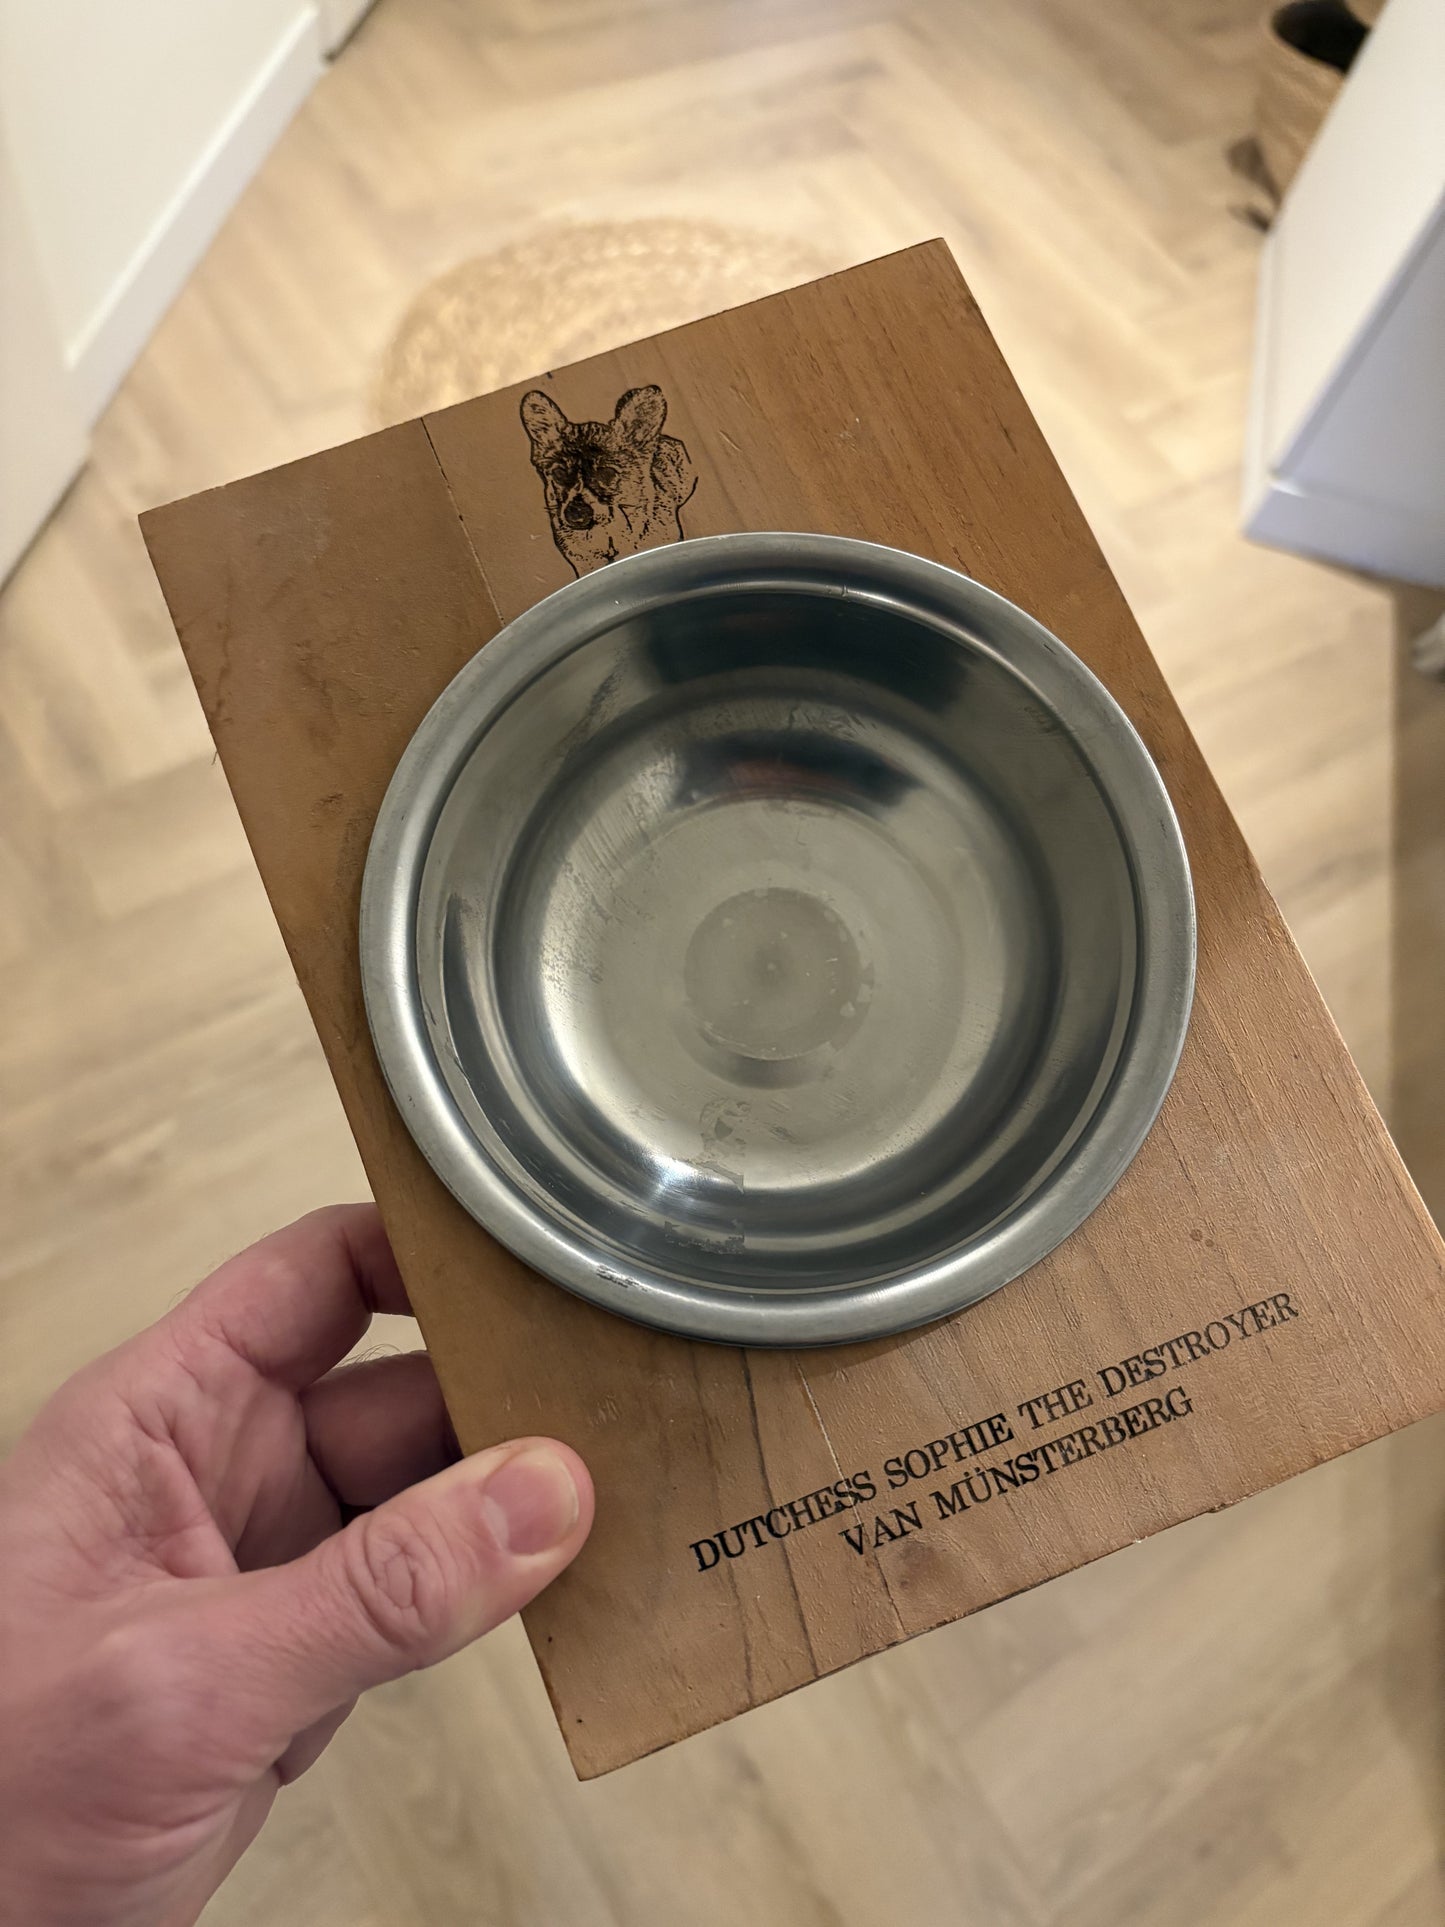 DUTCHESS SOPHIE THE DESTROYER
VAN MÜNSTERBERG